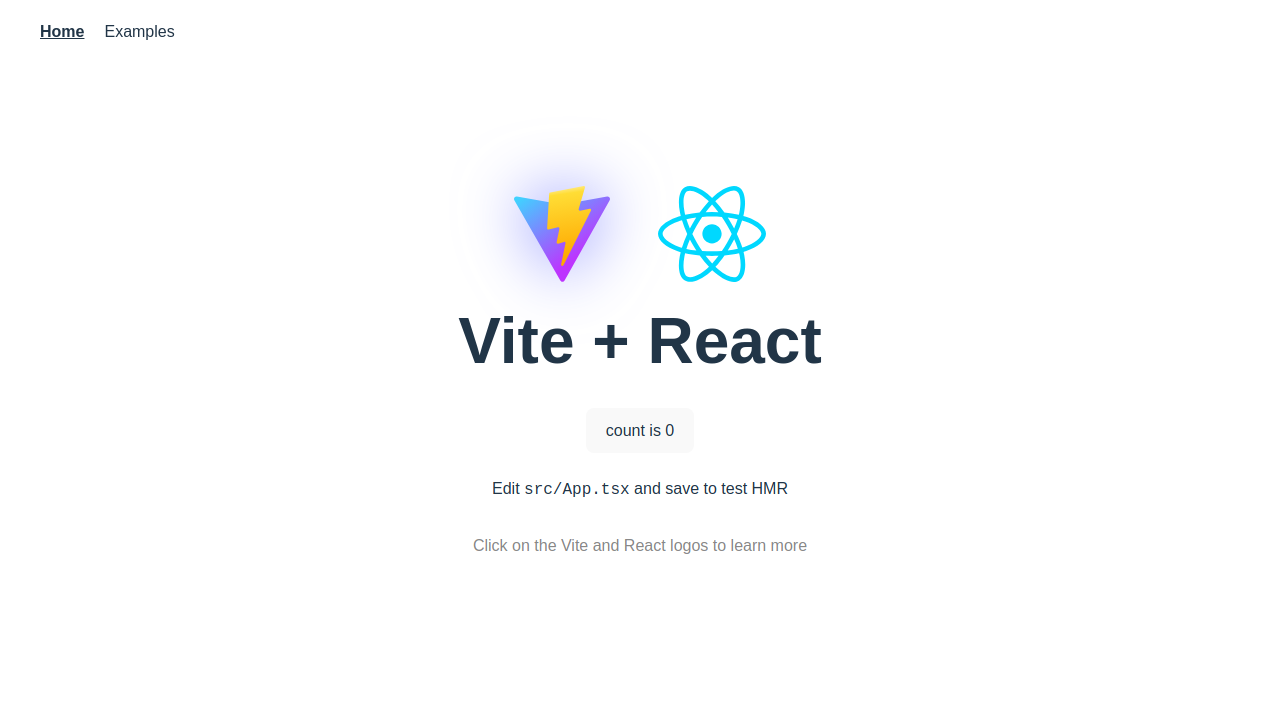 Home Examples
Vite + React
count is 0
Edit src/App.tsx and save to test HMR
Click on the Vite and React logos to learn more